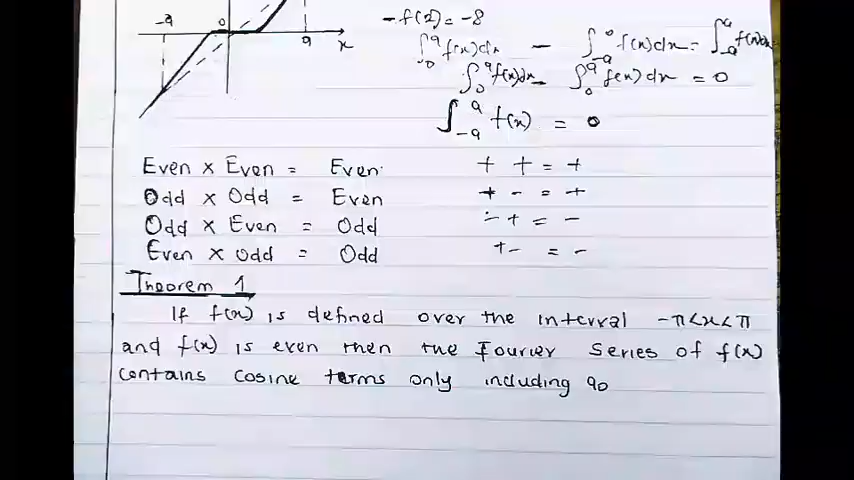 -a 0 a x
-f(2) = -8
∫₀ᵃ f(x)dx - ∫₋ₐ⁰ f(x)dx = ∫₋ₐᵃ f(x)dx
∫₀ᵃ f(x)dx - ∫₀ᵃ f(x)dx = 0
∫₋ₐᵃ f(x) = 0
Even x Even = Even + + = +
Odd x Odd = Even + - = +
Odd x Even = Odd - + = -
Even x odd = Odd + - = -
Theorem 1
If f(x) is defined over the interval -π<x<π
and f(x) is even then the Fourier Series of f(x)
contains cosine terms only including a₀